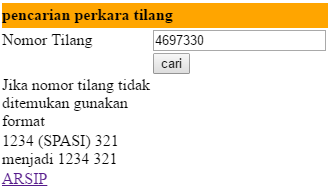 pencarian perkara tilang
Nomor Tilang 4697330
cari
Jika nomor tilang tidak
ditemukan gunakan
format
1234 (SPASI) 321
menjadi 1234 321
ARSIP